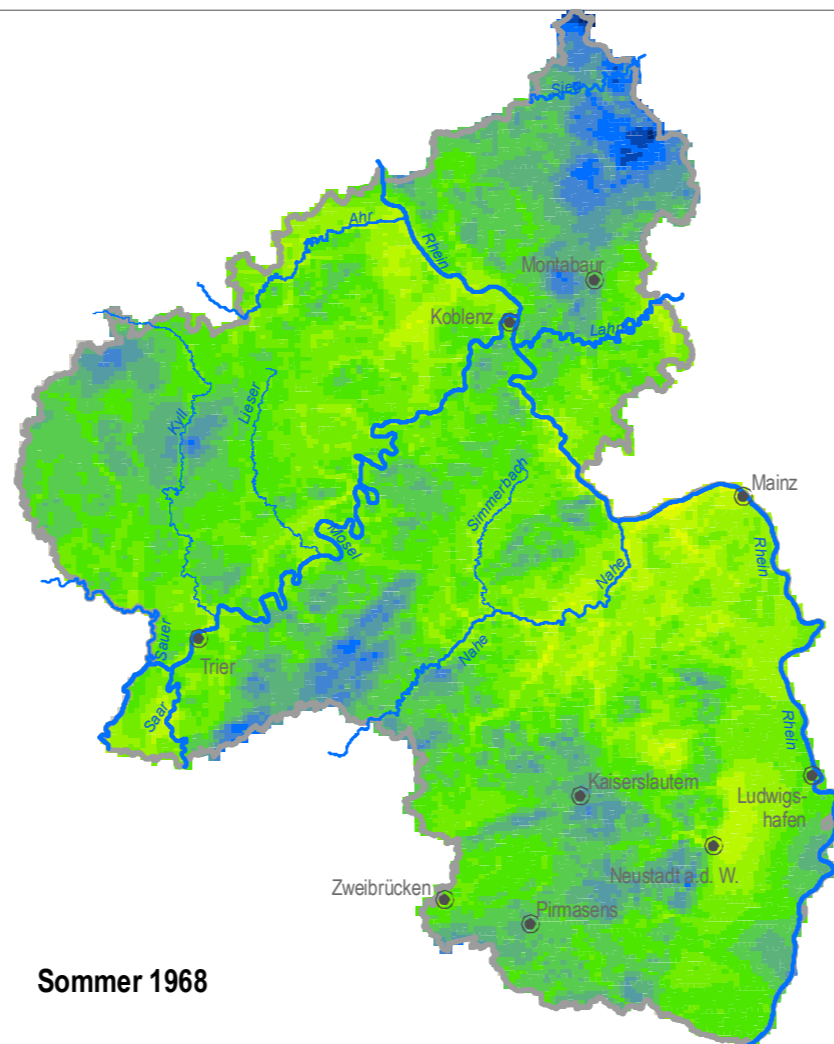 Sieg
Ahr
Rhein
Montabaur
Koblenz
Lahn
Kyll
Lieser
Simmerbach
Mainz
Mosel
Rhein
Nahe
Sauer
Trier
Nahe
Saar
Rhein
Kaiserslautern
Ludwigs-
hafen
Neustadt a.d. W.
Zweibrücken
Pirmasens
Sommer 1968